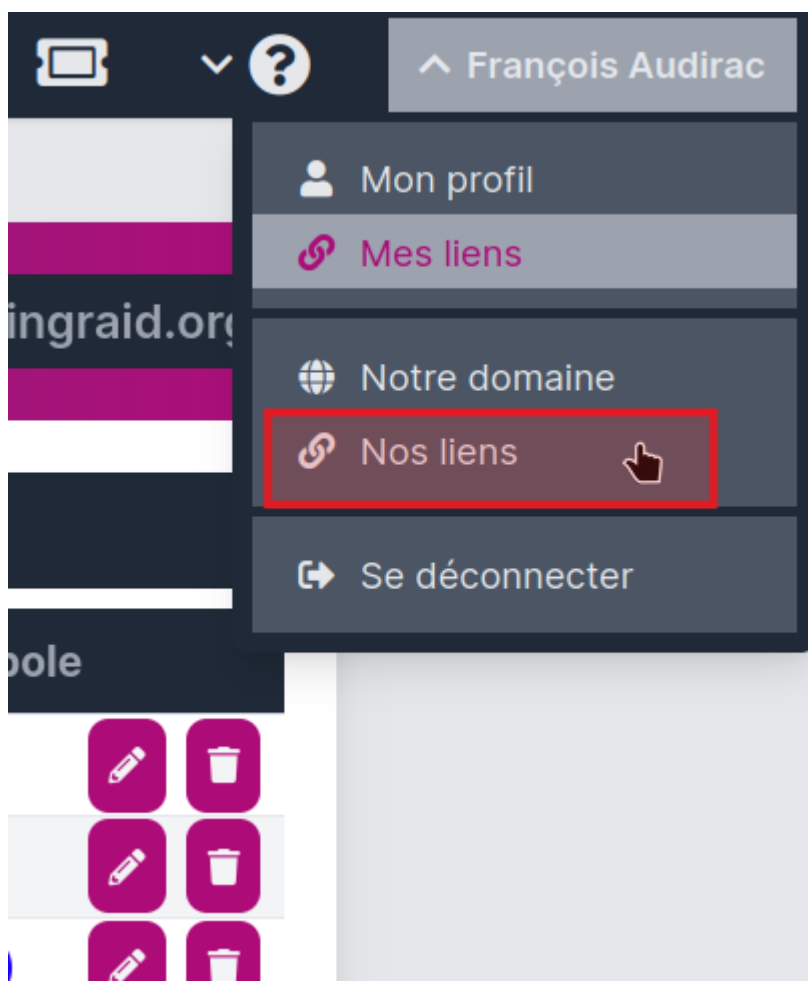 François Audirac
Mon profil
Mes liens
ingraid.org
Notre domaine
Nos liens
Se déconnecter
pole